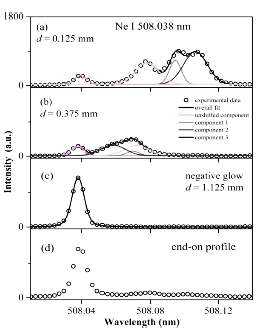 1800
(a)
Ne I 508.038 nm
d = 0.125 mm
0
(b)
d = 0.375 mm
experimental data
overall fit
unshifted component
component 1
component 2
component 3
0
Intensity (a.u.)
(c)
negative glow
d = 1.125 mm
0
(d)
end-on profile
0
508.04
508.08
508.12
Wavelength (nm)